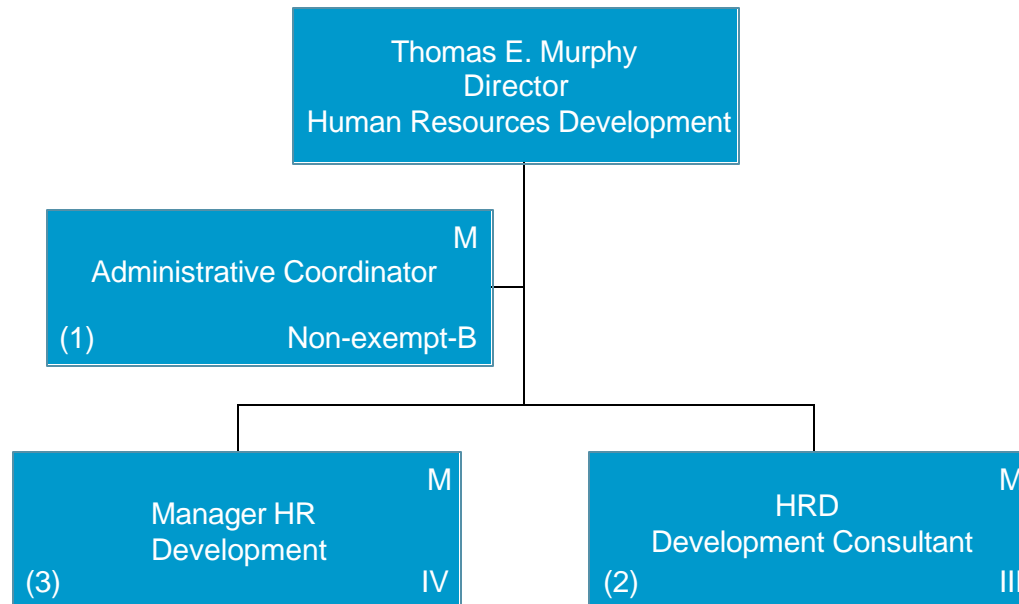 Thomas E. Murphy
Director
Human Resources Development
M
Administrative Coordinator
(1) Non-exempt-B
M
Manager HR
Development
(3) IV
M
HRD
Development Consultant
(2) III